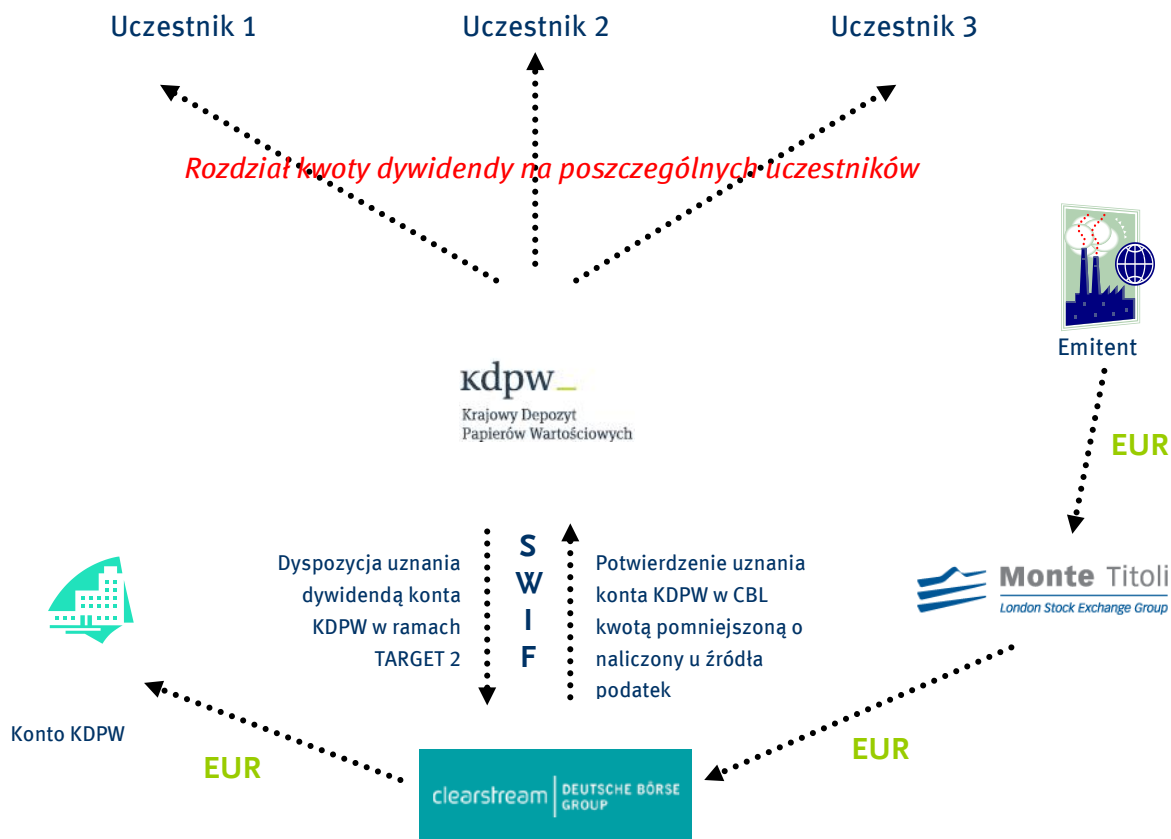 Uczestnik 1
Uczestnik 2
Uczestnik 3
Rozdział kwoty dywidendy na poszczególnych uczestników
Emitent
kdpw_
Krajowy Depozyt
Papierów Wartościowych
EUR
Dyspozycja uznania
dywidendą konta
KDPW w ramach
TARGET 2
S
W
I
F
Potwierdzenie uznania
konta KDPW w CBL
kwotą pomniejszoną o
naliczony u źródła
podatek
Monte Titoli
London Stock Exchange Group
Konto KDPW
EUR
EUR
clearstream
DEUTSCHE BÖRSE
GROUP